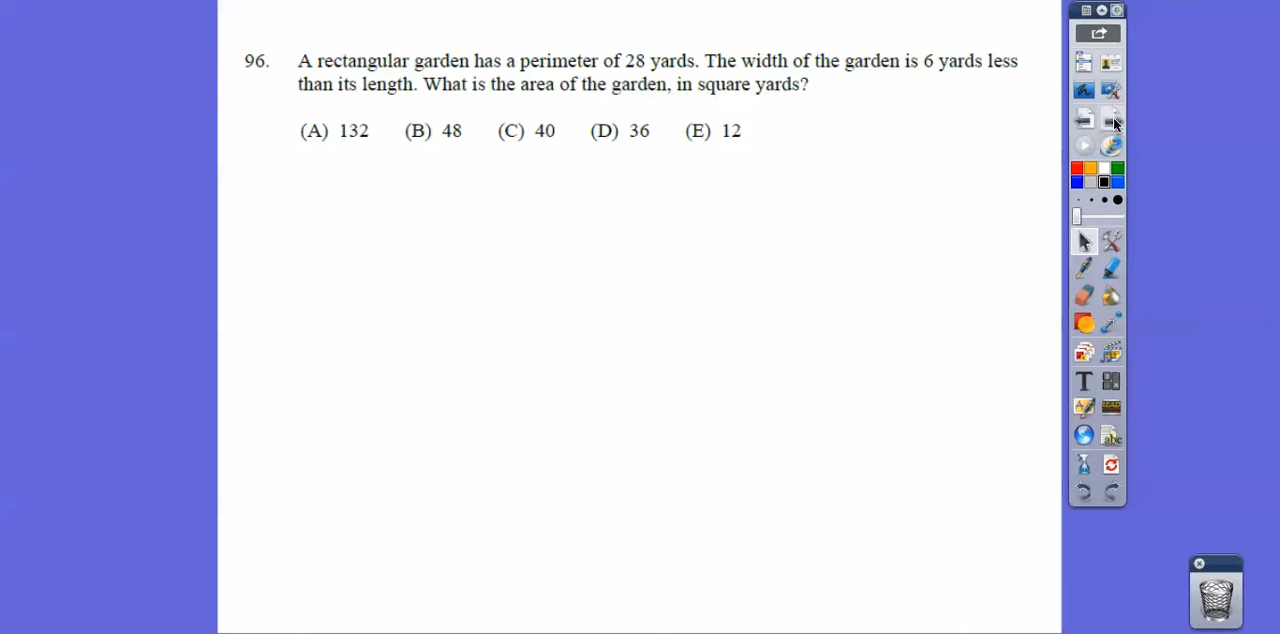 96. A rectangular garden has a perimeter of 28 yards. The width of the garden is 6 yards less
than its length. What is the area of the garden, in square yards?
(A) 132 (B) 48 (C) 40 (D) 36 (E) 12
T
abc